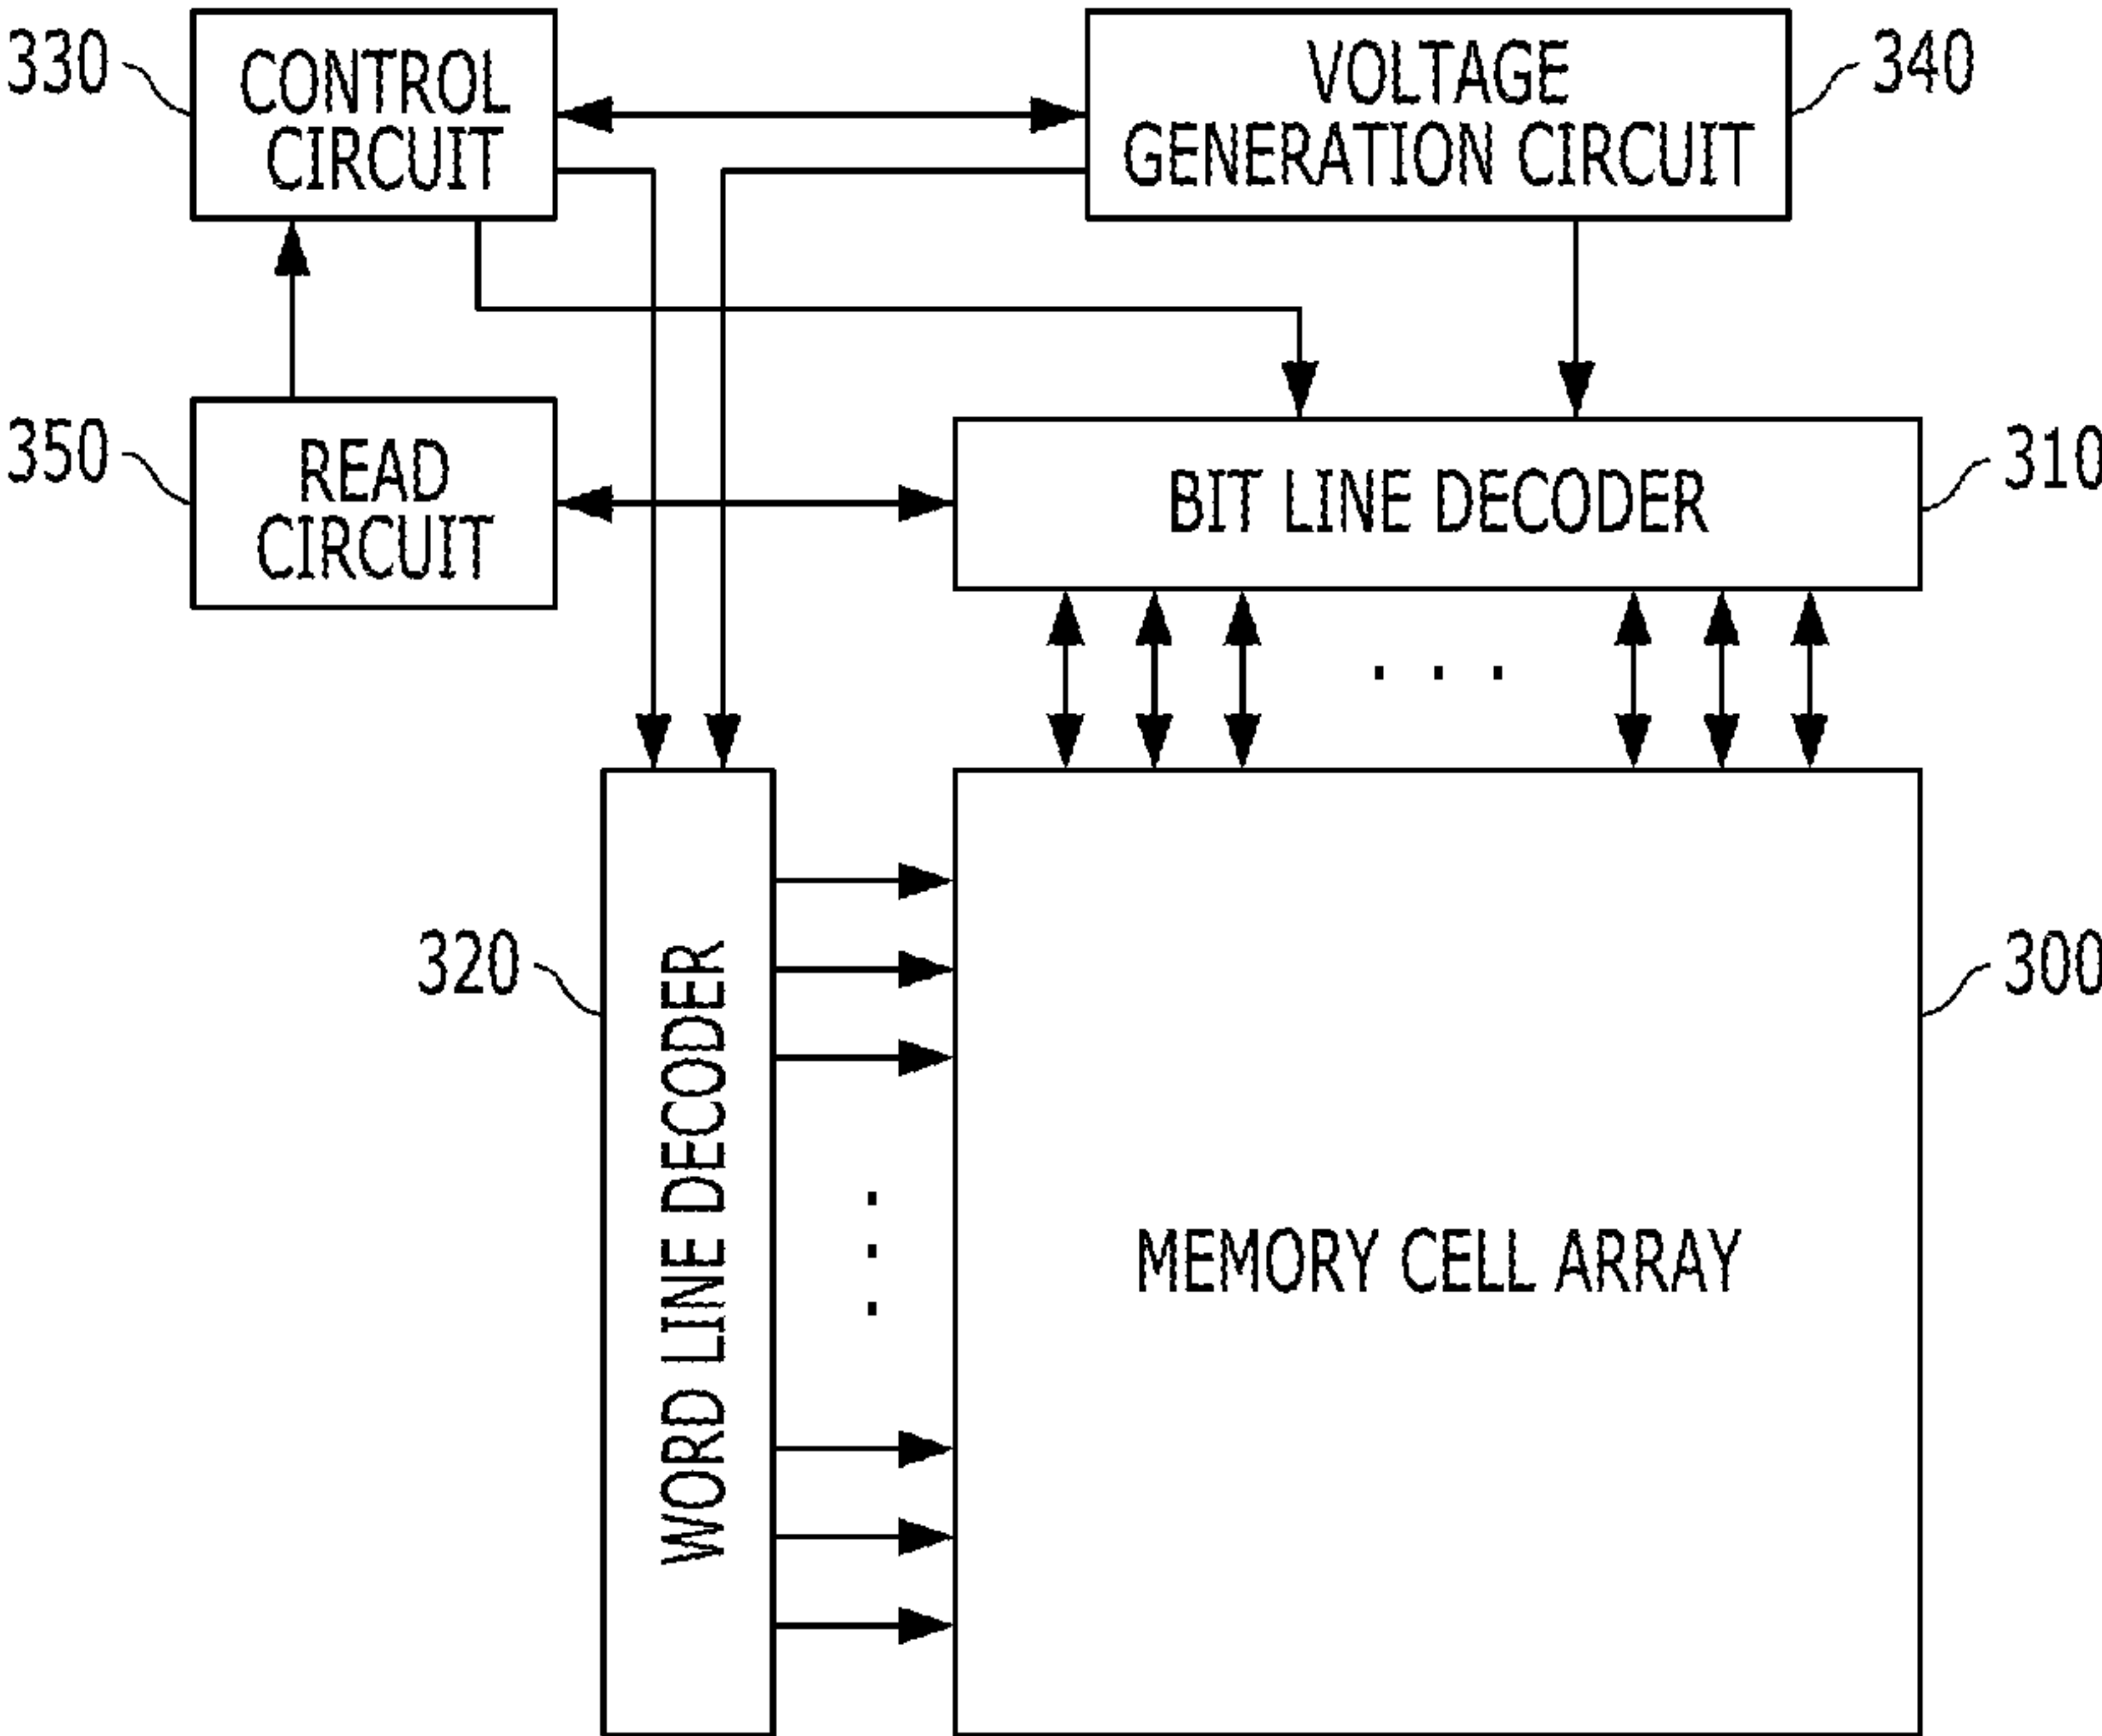 330
CONTROL
CIRCUIT
VOLTAGE
GENERATION CIRCUIT
340
350
READ
CIRCUIT
BIT LINE DECODER
310
320
WORD LINE DECODER
MEMORY CELL ARRAY
300